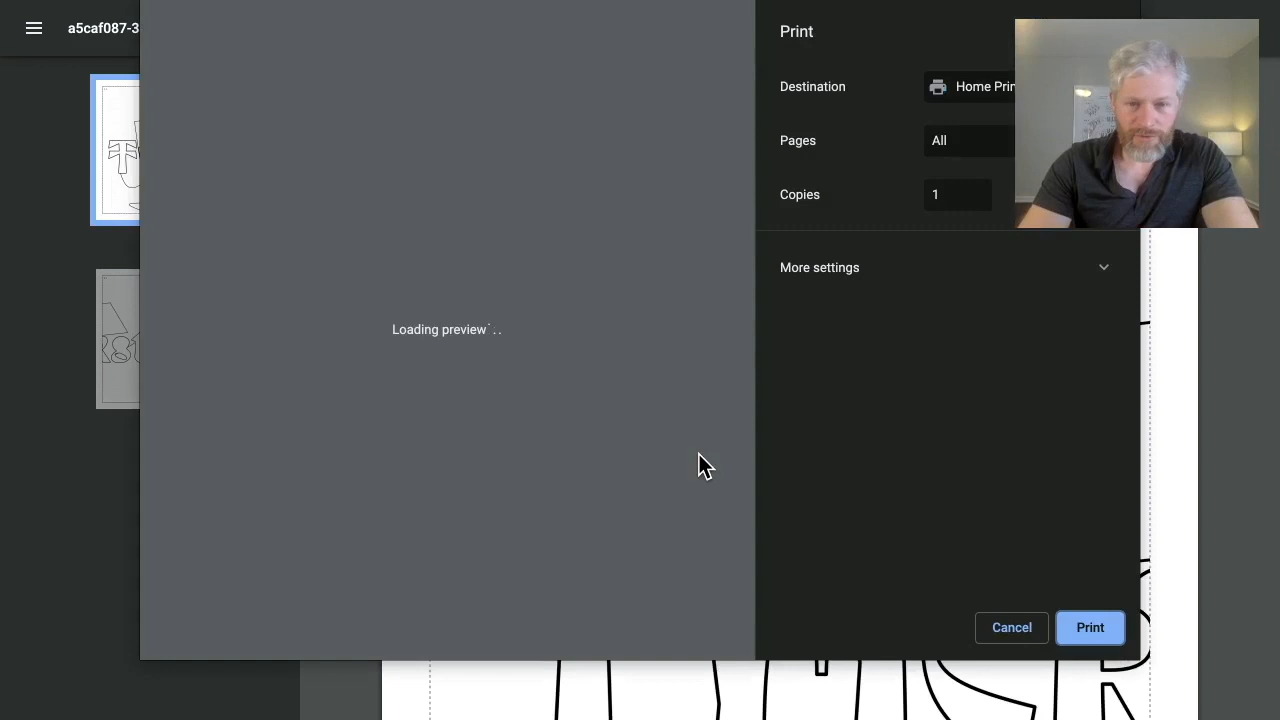 a5caf087-3
Print
Destination
Home Prin
Pages
All
Copies
1
More settings
Loading preview...
Cancel
Print